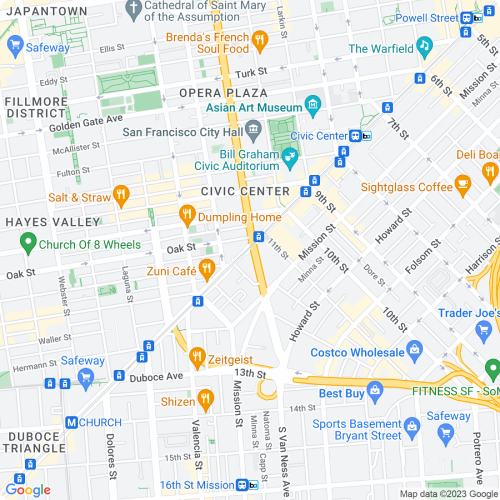 JAPANTOWN
Cathedral of Saint Mary
of the Assumption
Larkin St
Powell Street
5th St
Safeway
Ellis St
Brenda's French
Soul Food
The Warfield
Eddy St
Turk St
6th St
Mission St
OPERA PLAZA
FILLMORE
DISTRICT
Asian Art Museum
Golden Gate Ave
7th St
San Francisco City Hall
Civic Center
McAllister St
Bill Graham
Civic Auditorium
Deli Boa
Fulton St
CIVIC CENTER
Sightglass Coffee
Salt & Straw
9th St
HAYES VALLEY
Dumpling Home
Howard St
Church Of 8 Wheels
Oak St
11th St
Mission St
Minna St
10th St
Folsom St
Harrison
Oak St
Zuni Café
Dore St
Laguna St
Webster St
Howard St
10th St
Trader Joe's
Waller St
Costco Wholesale
Hermann St
Zeitgeist
Safeway
Duboce Ave
13th St
FITNESS SF - SoM
Best Buy
Shizen
14th St
14th St
Safeway
CHURCH
Mission St
Natoma St
Minna St
Capp St
S Van Ness Ave
Sports Basement
Bryant Street
DUBOCE
TRIANGLE
Dolores St
Valencia St
15th St
15th St
Potrero Ave
16th St Mission
Google
Map data ©2023 Google